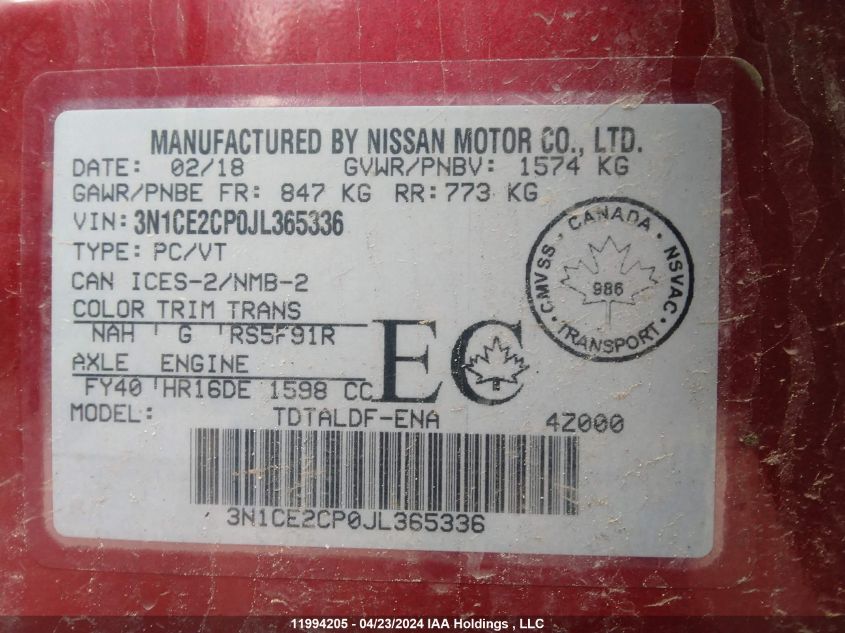 MANUFACTURED BY NISSAN MOTOR CO., LTD.
DATE: 02/18 GVWR/PNBV: 1574 KG
GAWR/PNBE FR: 847 KG RR: 773 KG
VIN: 3N1CE2CP0JL365336
TYPE: PC/VT
CAN ICES-2/NMB-2
COLOR TRIM TRANS
NAH G RS5F91R
AXLE ENGINE
FY40 HR16DE 1598 CC
EC
E
CMVSS · CANADA · NSVAC · TRANSPORT ·
986
MODEL: TDTALDF-ENA 4Z000
3N1CE2CP0JL365336
11994205 - 04/23/2024 IAA Holdings , LLC